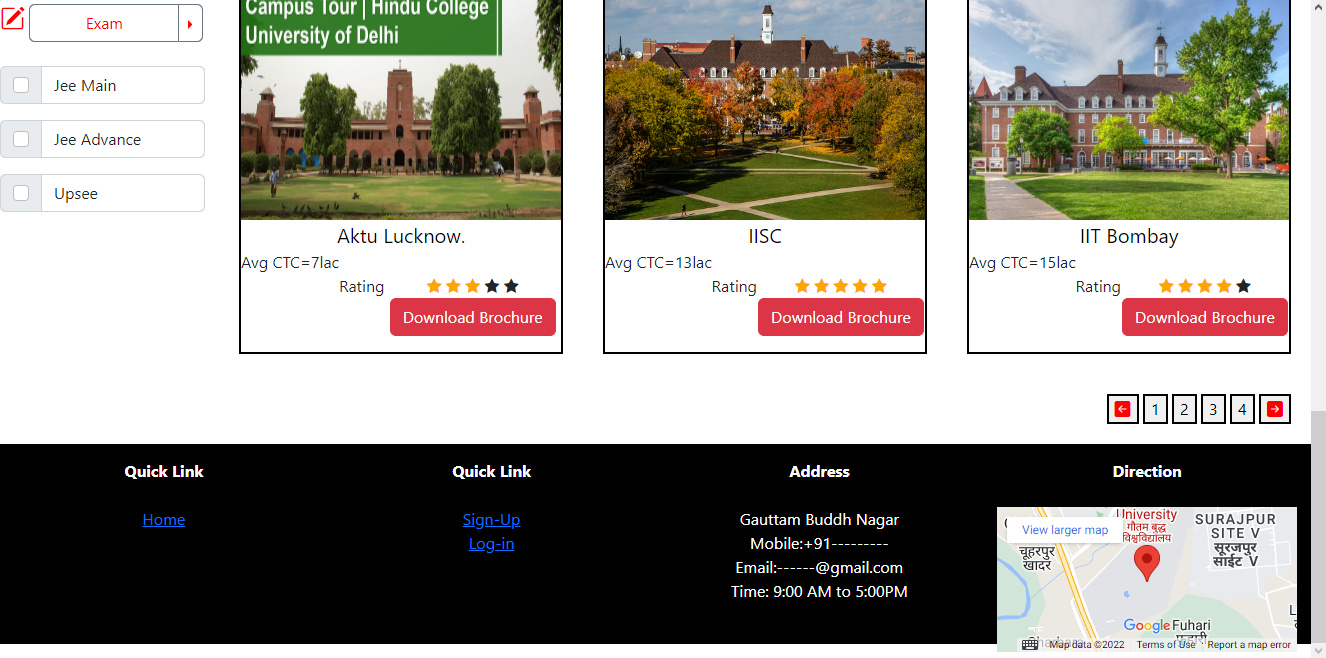 Exam
Jee Main
Jee Advance
Upsee
Campus Tour | Hindu College
University of Delhi
Aktu Lucknow.
Avg CTC=7lac
Rating
Download Brochure
IISC
Avg CTC=13lac
Rating
Download Brochure
IIT Bombay
Avg CTC=15lac
Rating
Download Brochure
1 2 3 4
Quick Link
Home
Quick Link
Sign-Up
Log-in
Address
Gauttam Buddh Nagar
Mobile:+91---------
Email:------@gmail.com
Time: 9:00 AM to 5:00PM
Direction
View larger map
University
गौतम बुद्ध
विश्वविद्यालय
SURAJPUR
SITE V
सूरजपुर
साईट V
चूहरपुर
खादर
Google
Fuhari
Map data ©2022
Terms of Use
Report a map error